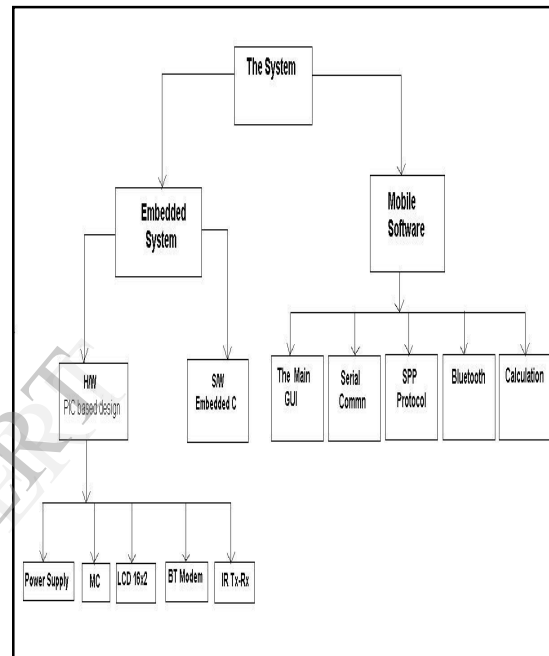 The System
Embedded
System
Mobile
Software
H/W
PIC based design
S/W
Embedded C
The Main
GUI
Serial
Commn
SPP
Protocol
Bluetooth
Calculation
Power Supply
MC
LCD 16x2
BT Modem
IR Tx-Rx
ERT